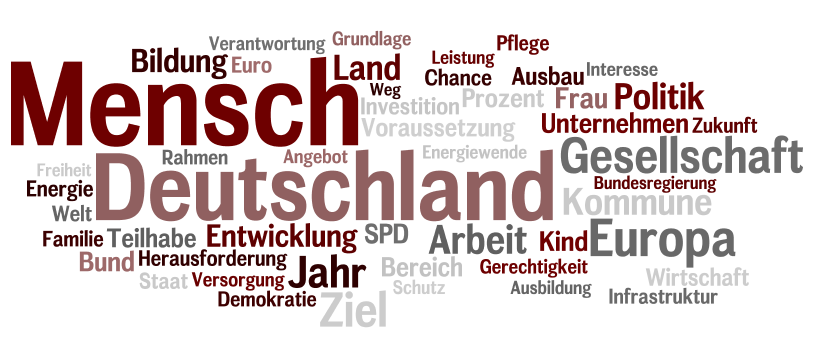 Verantwortung Grundlage Pflege
Bildung Euro Land Leistung Chance Ausbau Interesse
Mensch Weg Investition Prozent Frau Politik
Voraussetzung Unternehmen Zukunft
Freiheit Rahmen Angebot Energiewende Gesellschaft
Energie Deutschland Bundesregierung
Welt Kommune
Familie Teilhabe Entwicklung SPD Arbeit Kind Europa
Bund Herausforderung Jahr Bereich Gerechtigkeit
Staat Versorgung Schutz Ausbildung Wirtschaft
Demokratie Ziel Infrastruktur